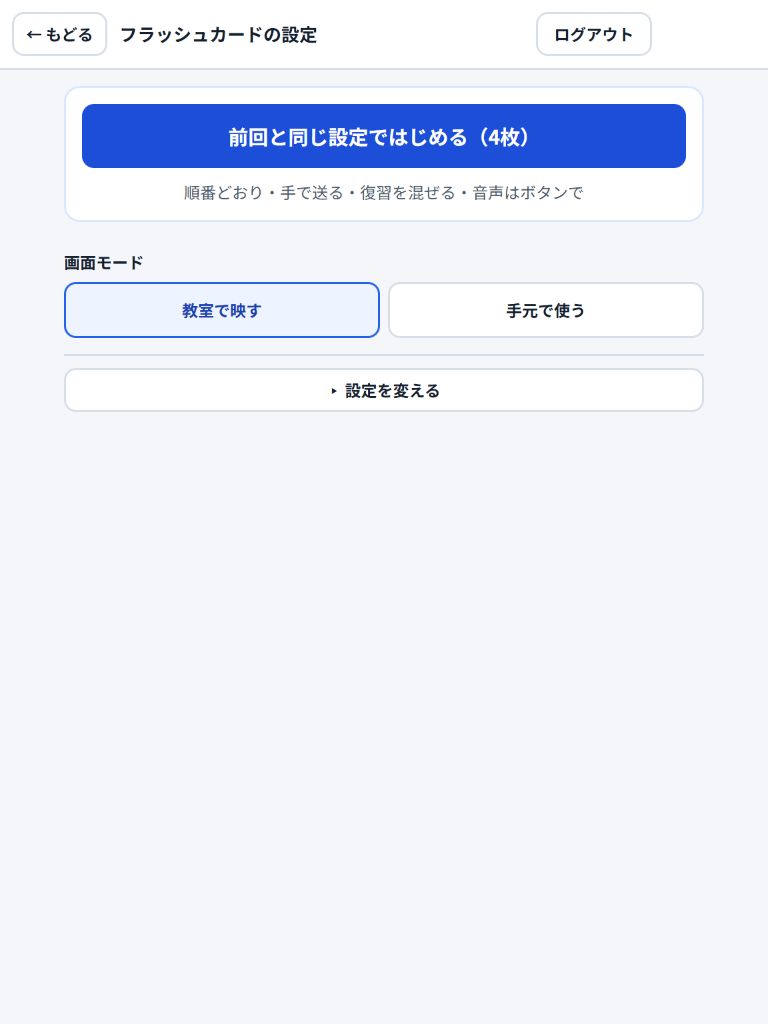 ← もどる
フラッシュカードの設定
ログアウト
前回と同じ設定ではじめる（4枚）
順番どおり・手で送る・復習を混ぜる・音声はボタンで
画面モード
教室で映す
手元で使う
▸ 設定を変える